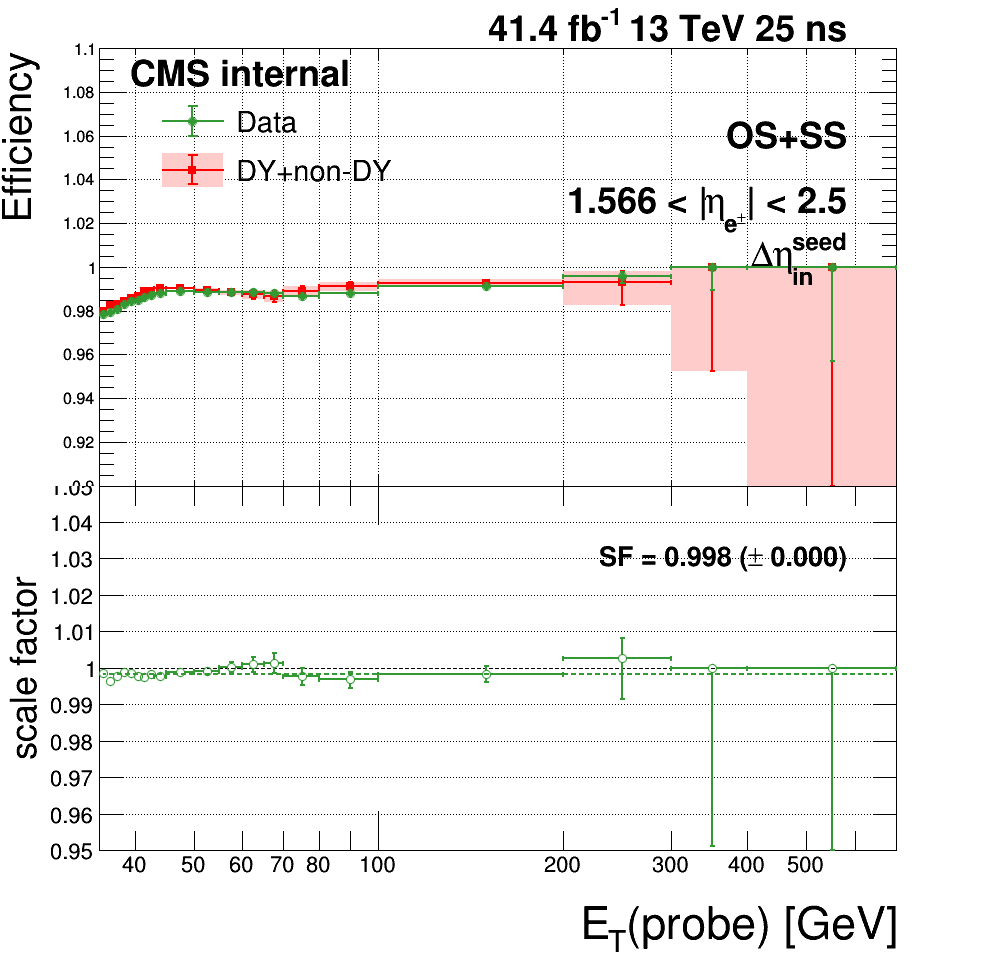 41.4 fb⁻¹ 13 TeV 25 ns
Efficiency
1.1
1.08
1.06
1.04
1.02
1
0.98
0.96
0.94
0.92
CMS internal
Data
DY+non-DY
OS+SS
1.566 < |η_e±| < 2.5
Δη_in^seed
scale factor
1.04
1.03
1.02
1.01
1
0.99
0.98
0.97
0.96
0.95
SF = 0.998 (± 0.000)
40 50 60 70 80 100 200 300 400 500
E_T(probe) [GeV]